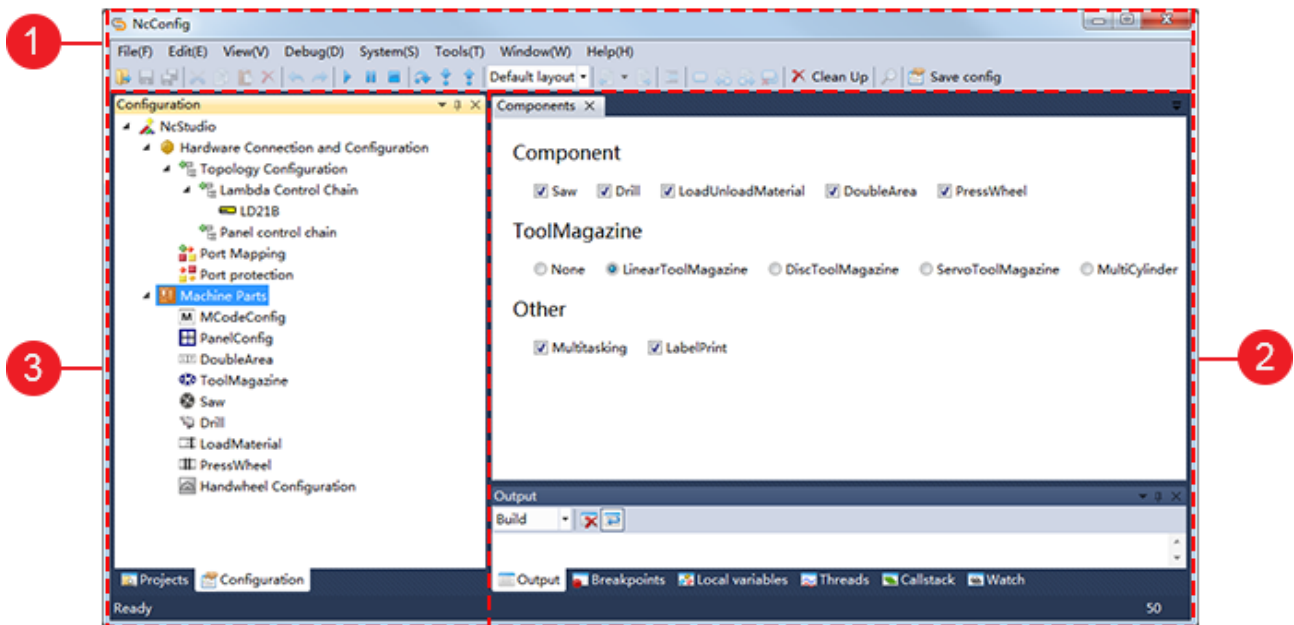 1
NcConfig
File(F) Edit(E) View(V) Debug(D) System(S) Tools(T) Window(W) Help(H)
Default layout Clean Up Save config
Configuration
NcStudio
Hardware Connection and Configuration
Topology Configuration
Lambda Control Chain
LD21B
Panel control chain
Port Mapping
Port protection
Machine Parts
M MCodeConfig
PanelConfig
DoubleArea
ToolMagazine
Saw
Drill
LoadMaterial
PressWheel
Handwheel Configuration
Projects Configuration
Ready
3
Components
Component
Saw Drill LoadUnloadMaterial DoubleArea PressWheel
ToolMagazine
None LinearToolMagazine DiscToolMagazine ServoToolMagazine MultiCylinder
Other
Multitasking LabelPrint
2
Output
Build
Output Breakpoints Local variables Threads Callstack Watch
50